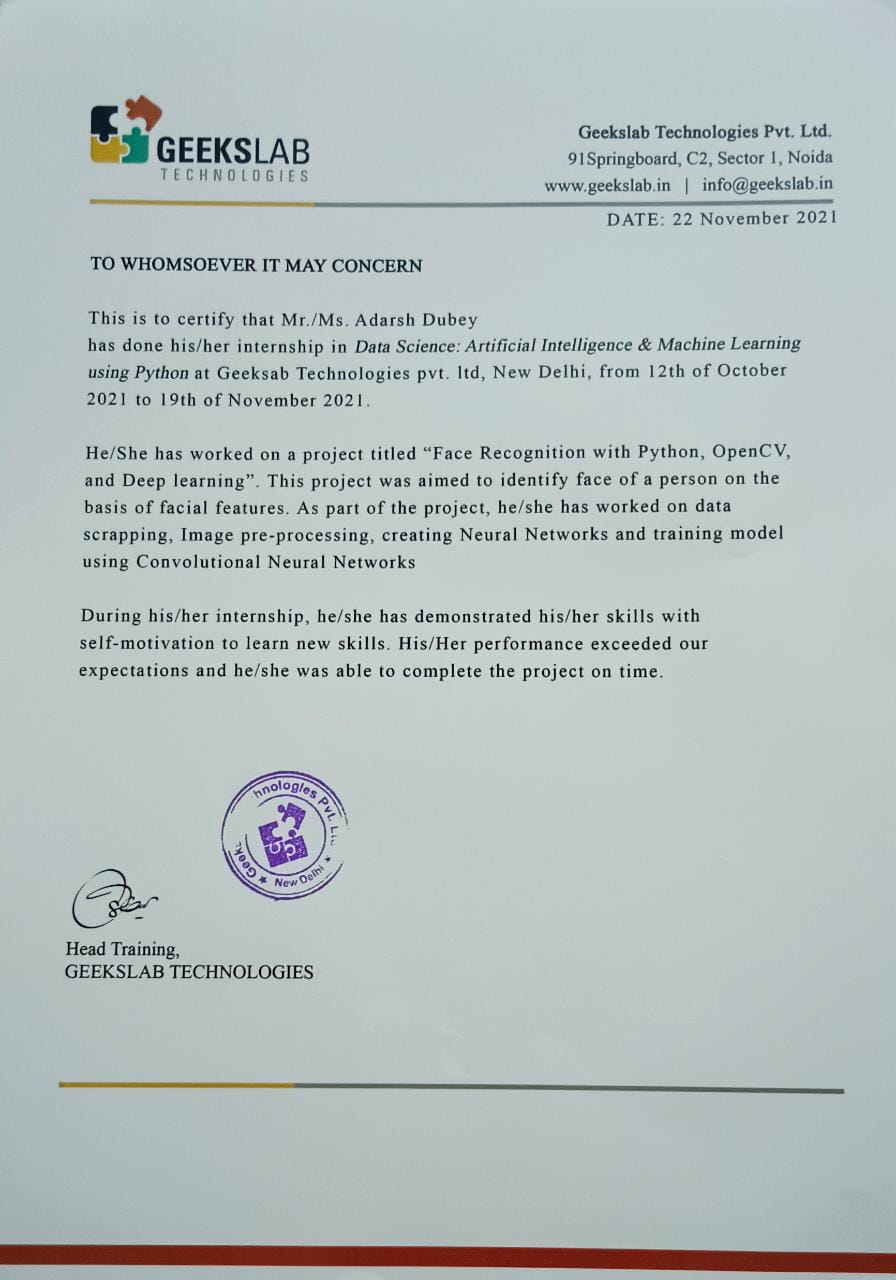 GEEKSLAB
TECHNOLOGIES
Geekslab Technologies Pvt. Ltd.
91Springboard, C2, Sector 1, Noida
www.geekslab.in | info@geekslab.in
DATE: 22 November 2021
TO WHOMSOEVER IT MAY CONCERN
This is to certify that Mr./Ms. Adarsh Dubey
has done his/her internship in Data Science: Artificial Intelligence & Machine Learning
using Python at Geeksab Technologies pvt. ltd, New Delhi, from 12th of October
2021 to 19th of November 2021.
He/She has worked on a project titled “Face Recognition with Python, OpenCV,
and Deep learning”. This project was aimed to identify face of a person on the
basis of facial features. As part of the project, he/she has worked on data
scrapping, Image pre-processing, creating Neural Networks and training model
using Convolutional Neural Networks
During his/her internship, he/she has demonstrated his/her skills with
self-motivation to learn new skills. His/Her performance exceeded our
expectations and he/she was able to complete the project on time.
Geek hnologies Pvt. L
★ New Delhi ★
Head Training,
GEEKSLAB TECHNOLOGIES